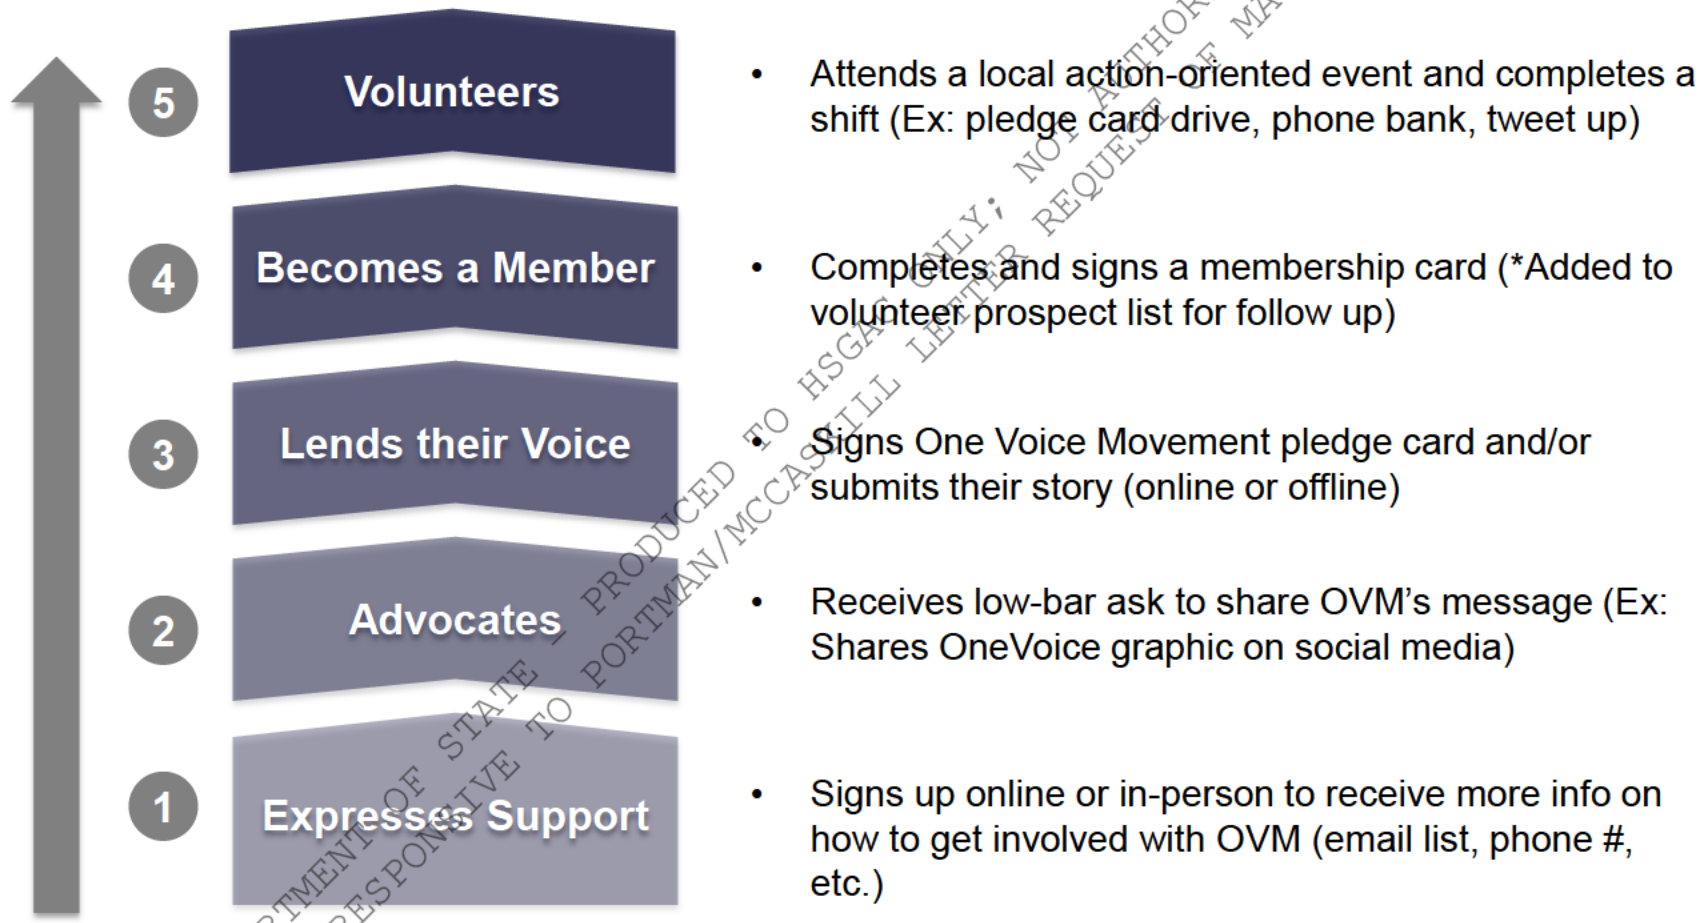 5
Volunteers
• Attends a local action-oriented event and completes a
shift (Ex: pledge card drive, phone bank, tweet up)
4
Becomes a Member
• Completes and signs a membership card (*Added to
volunteer prospect list for follow up)
3
Lends their Voice
• Signs One Voice Movement pledge card and/or
submits their story (online or offline)
2
Advocates
• Receives low-bar ask to share OVM's message (Ex:
Shares OneVoice graphic on social media)
1
Expresses Support
• Signs up online or in-person to receive more info on
how to get involved with OVM (email list, phone #,
etc.)
OF STATE - PRODUCED TO HSGAC ONLY; NOT
TO PORTMAN/MCCASKILL LETTER REQUEST OF